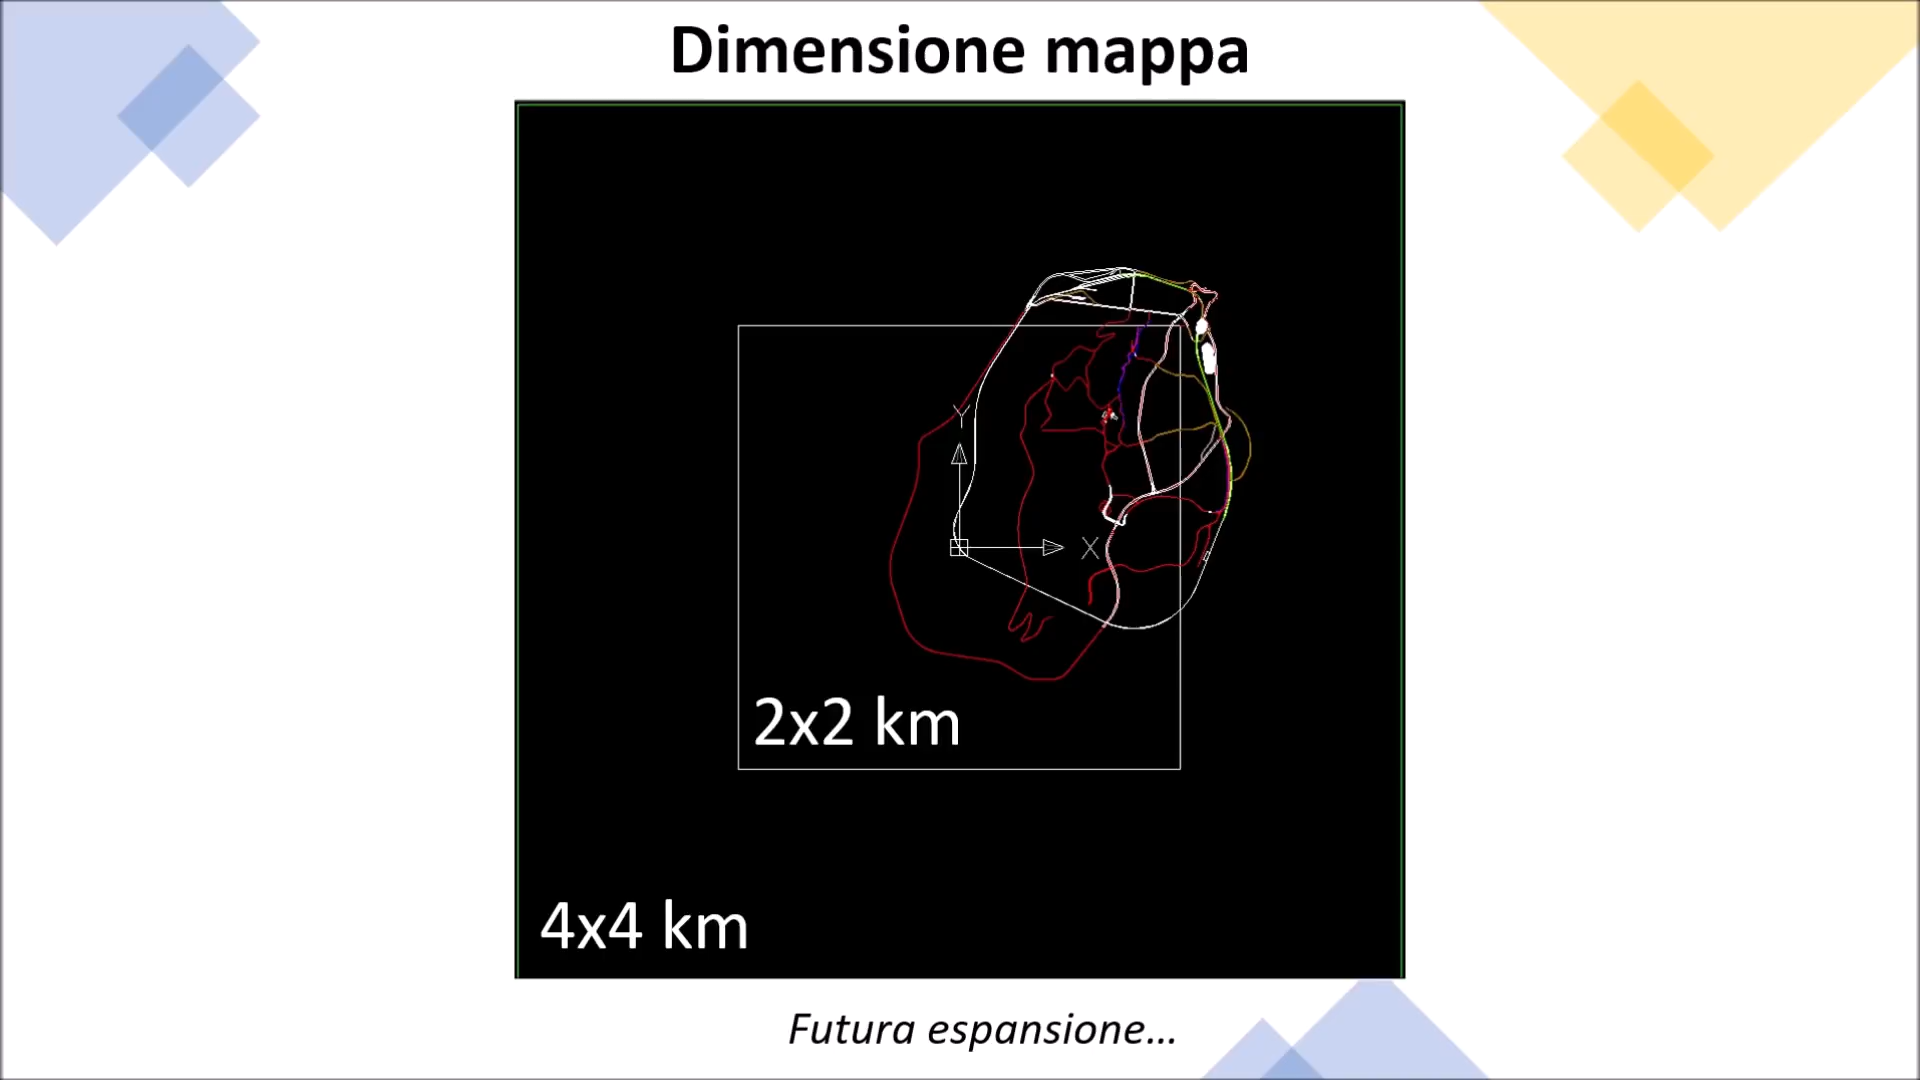 Dimensione mappa
Y
X
2x2 km
4x4 km
Futura espansione...